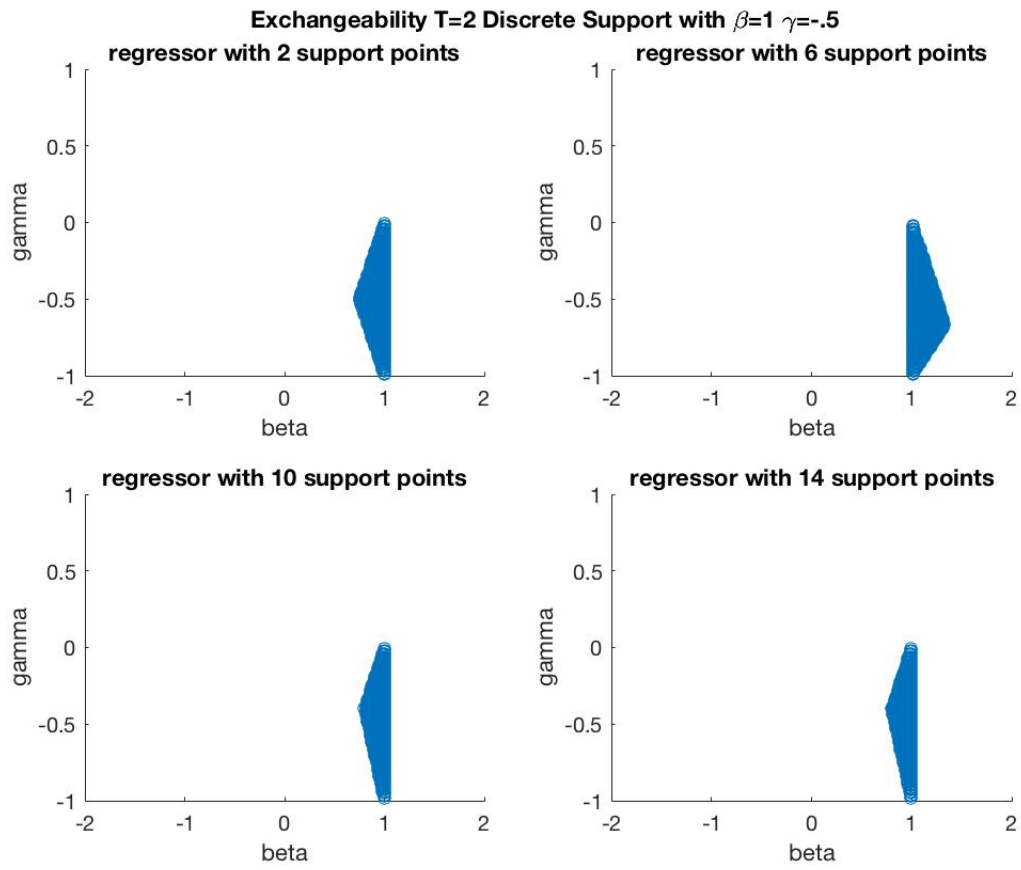 Exchangeability T=2 Discrete Support with β=1 γ=-.5
regressor with 2 support points
1
0.5
0
-0.5
-1
gamma
-2 -1 0 1 2
beta
regressor with 6 support points
1
0.5
0
-0.5
-1
gamma
-2 -1 0 1 2
beta
regressor with 10 support points
1
0.5
0
-0.5
-1
gamma
-2 -1 0 1 2
beta
regressor with 14 support points
1
0.5
0
-0.5
-1
gamma
-2 -1 0 1 2
beta